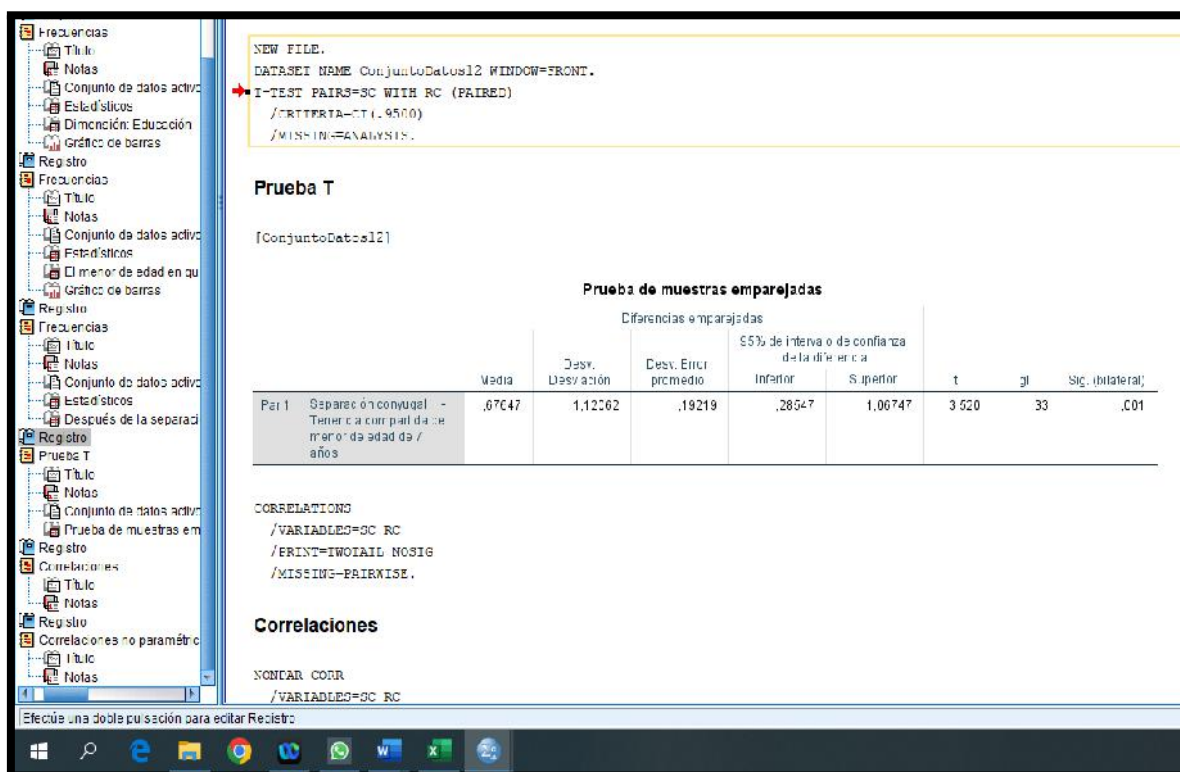 Frecuencias
Título
Notas
Conjunto de datos activo
Estadísticos
Dimensión: Educación
Gráfico de barras
Registro
Frecuencias
Título
Notas
Conjunto de datos activo
Estadísticos
El menor de edad en qu
Gráfico de barras
Registro
Frecuencias
Título
Notas
Conjunto de datos activo
Estadísticos
Después de la separaci
Registro
Prueba T
Título
Notas
Conjunto de datos activo
Prueba de muestras em
Registro
Correlaciones
Título
Notas
Registro
Correlaciones no paramétric
Título
Notas
NEW FILE.
DATASET NAME ConjuntoDatos12 WINDOW=FRONT.
T-TEST PAIRS=SC WITH RC (PAIRED)
/CRITERIA=CI(.9500)
/MISSING=ANALYSIS.
Prueba T
[ConjuntoDatos12]
Prueba de muestras emparejadas
Diferencias emparejadas
95% de intervalo de confianza
de la diferencia
Media Desv. Desviación Desv. Error promedio Inferior Superior t gl Sig. (bilateral)
Par 1 Separación conyugal - ,67647 1,12062 ,19219 ,28547 1,06747 3,520 33 ,001
Tenencia compartida de
menor de edad de 7
años
CORRELATIONS
/VARIABLES=SC RC
/PRINT=TWOTAIL NOSIG
/MISSING=PAIRWISE.
Correlaciones
NONPAR CORR
/VARIABLES=SC RC
Efectúe una doble pulsación para editar Registro